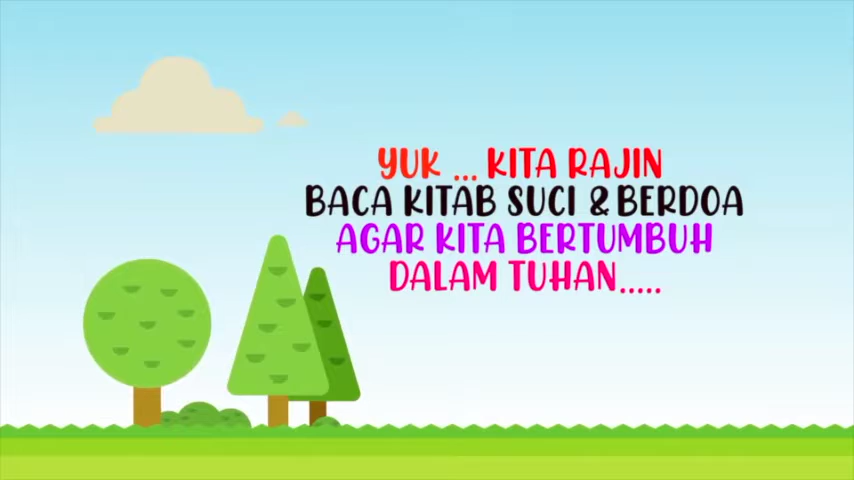 YUK ... KITA RAJIN
BACA KITAB SUCI & BERDOA
AGAR KITA BERTUMBUH
DALAM TUHAN.....